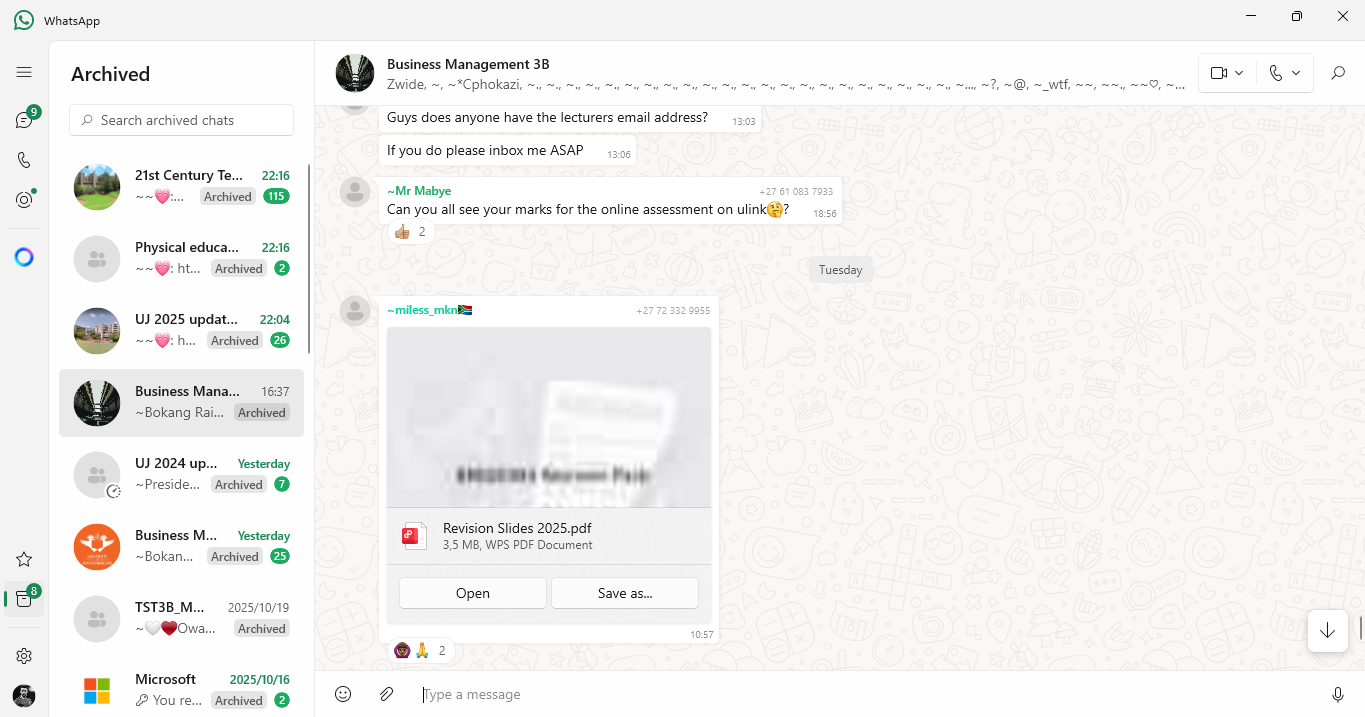 WhatsApp
Archived
Search archived chats
9
21st Century Te... 22:16
~~💗:... Archived 115
Physical educa... 22:16
~~💗: ht... Archived 2
UJ 2025 updat... 22:04
~~💗: h... Archived 26
Business Mana... 16:37
~Bokang Rai... Archived
UJ 2024 up... Yesterday
~Preside... Archived 7
Business M... Yesterday
~Bokan... Archived 25
TST3B_M... 2025/10/19
~🤍❤️Owa... Archived
Microsoft 2025/10/16
You re... Archived 2
8
Business Management 3B
Zwide, ~, ~*Cphokazi, ~., ~., ~., ~., ~., ~., ~., ~., ~., ~., ~., ~., ~., ~., ~., ~., ~., ~., ~., ~., ~., ~..., ~?, ~@, ~_wtf, ~~, ~~., ~~♡, ~...
Guys does anyone have the lecturers email address? 13:03
If you do please inbox me ASAP 13:06
~Mr Mabye +27 61 083 7933
Can you all see your marks for the online assessment on ulink🤔? 18:56
👍🏽 2
Tuesday
~miless_mkn🇿🇦 +27 72 332 9955
Revision Slides 2025.pdf
3,5 MB, WPS PDF Document
Open Save as...
10:57
🙏 2
Type a message